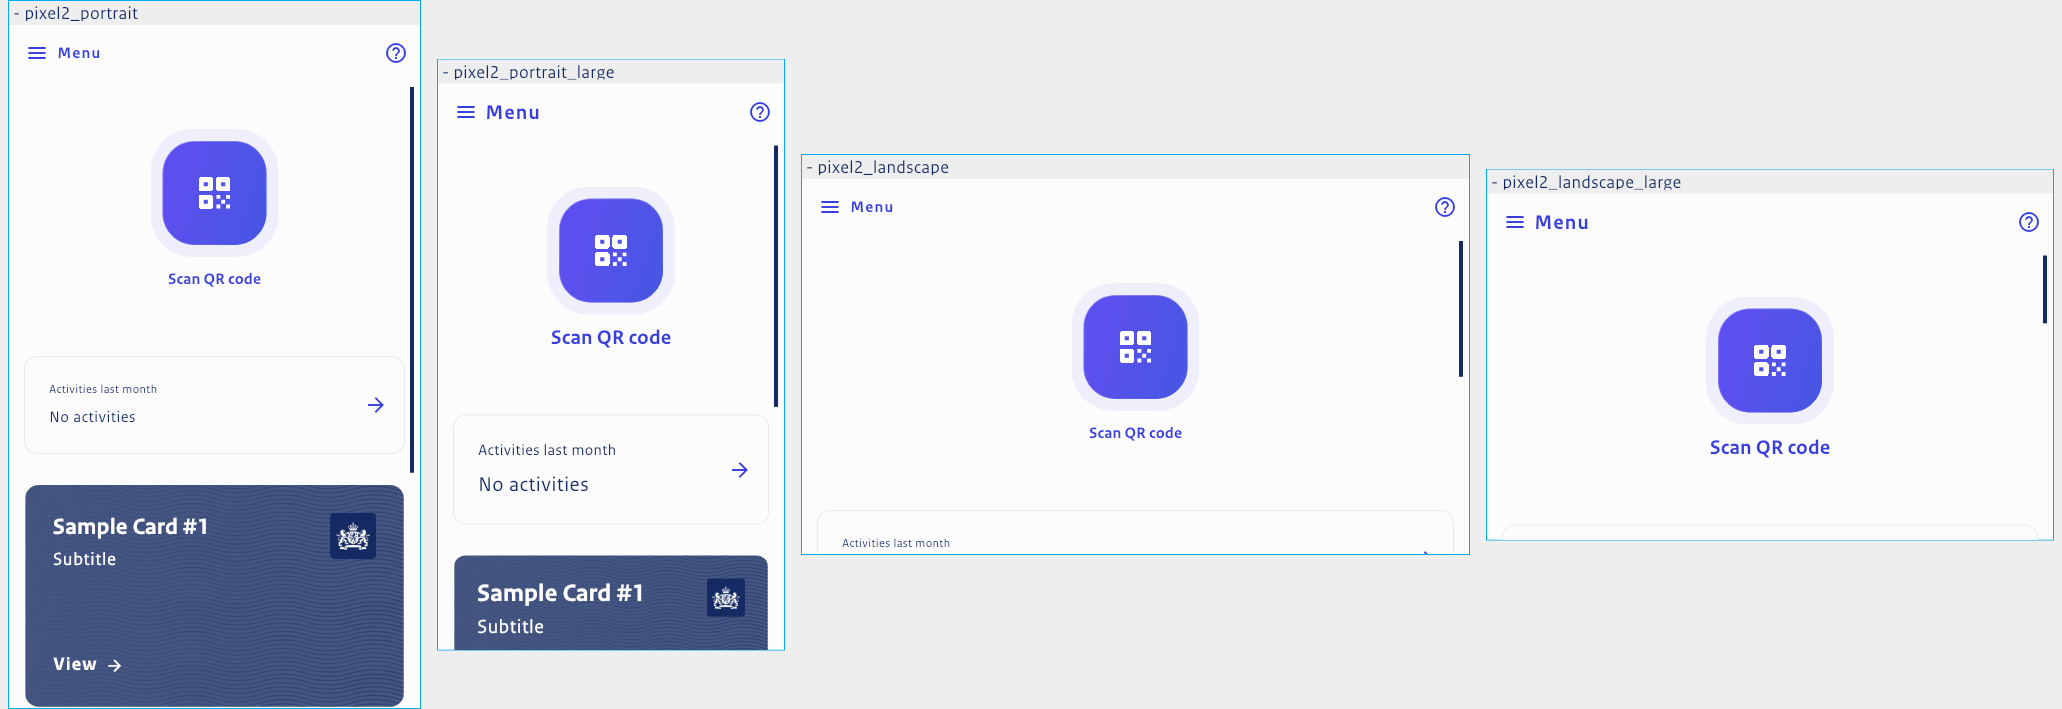 - pixel2_portrait
Menu
Scan QR code
Activities last month
No activities
Sample Card #1
Subtitle
View
- pixel2_portrait_large
Menu
Scan QR code
Activities last month
No activities
Sample Card #1
Subtitle
- pixel2_landscape
Menu
Scan QR code
Activities last month
- pixel2_landscape_large
Menu
Scan QR code